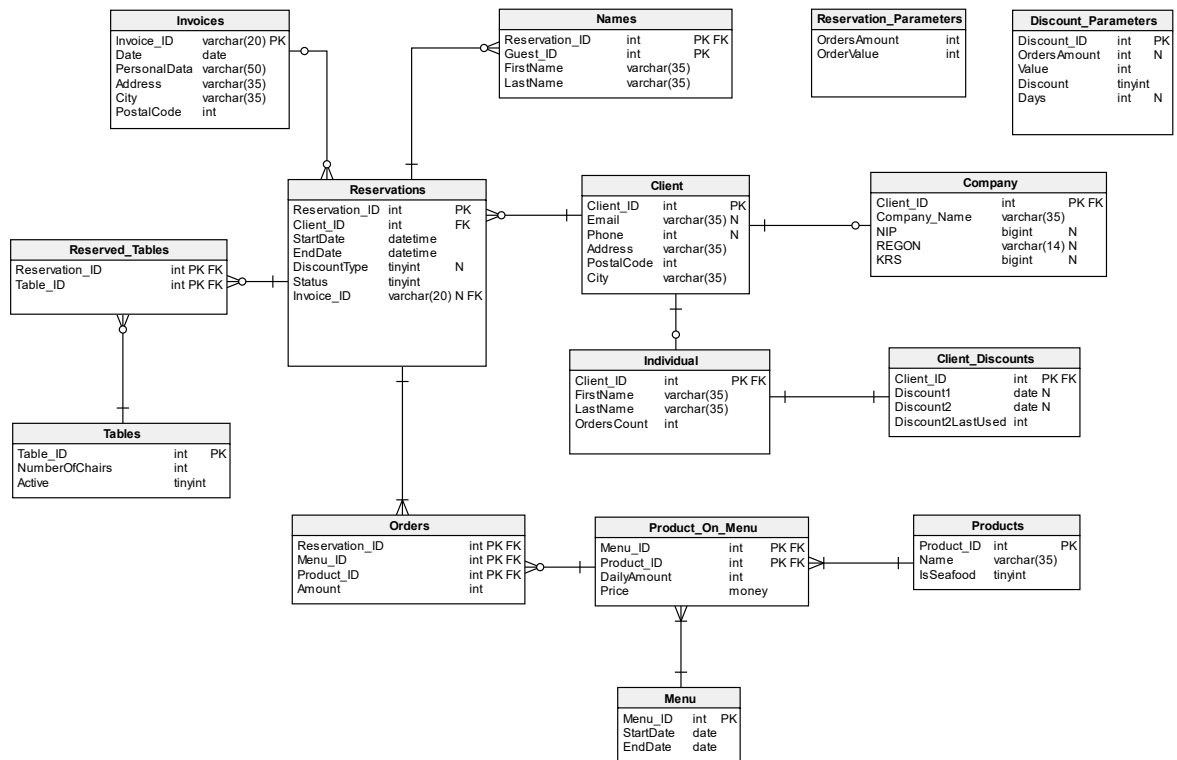 Invoices
Invoice_ID varchar(20) PK
Date date
PersonalData varchar(50)
Address varchar(35)
City varchar(35)
PostalCode int
Names
Reservation_ID int PK FK
Guest_ID int PK
FirstName varchar(35)
LastName varchar(35)
Reservation_Parameters
OrdersAmount int
OrderValue int
Discount_Parameters
Discount_ID int PK
OrdersAmount int N
Value int
Discount tinyint
Days int N
Reservations
Reservation_ID int PK
Client_ID int FK
StartDate datetime
EndDate datetime
DiscountType tinyint N
Status tinyint
Invoice_ID varchar(20) N FK
Client
Client_ID int PK
Email varchar(35) N
Phone int N
Address varchar(35)
PostalCode int
City varchar(35)
Company
Client_ID int PK FK
Company_Name varchar(35)
NIP bigint N
REGON varchar(14) N
KRS bigint N
Reserved_Tables
Reservation_ID int PK FK
Table_ID int PK FK
Individual
Client_ID int PK FK
FirstName varchar(35)
LastName varchar(35)
OrdersCount int
Client_Discounts
Client_ID int PK FK
Discount1 date N
Discount2 date N
Discount2LastUsed int
Tables
Table_ID int PK
NumberOfChairs int
Active tinyint
Orders
Reservation_ID int PK FK
Menu_ID int PK FK
Product_ID int PK FK
Amount int
Product_On_Menu
Menu_ID int PK FK
Product_ID int PK FK
DailyAmount int
Price money
Products
Product_ID int PK
Name varchar(35)
IsSeafood tinyint
Menu
Menu_ID int PK
StartDate date
EndDate date